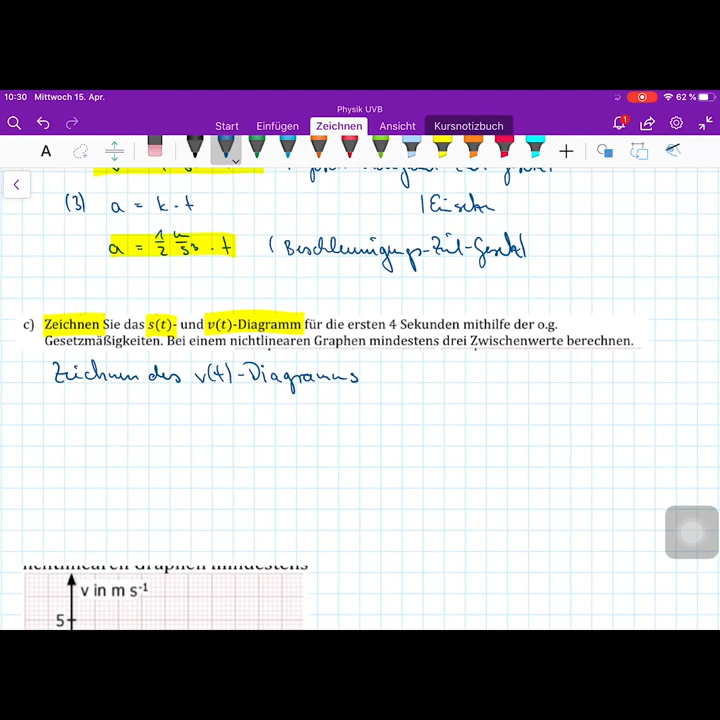 10:30 Mittwoch 15. Apr.
62 %
Physik UVB
Start Einfügen Zeichnen Ansicht Kursnotizbuch
1
A
(3) a = k · t | Einsetzen
a = 1/2 m/s³ · t (Beschleunigungs-Zeit-Gesetz)
c) Zeichnen Sie das s(t)- und v(t)-Diagramm für die ersten 4 Sekunden mithilfe der o.g.
Gesetzmäßigkeiten. Bei einem nichtlinearen Graphen mindestens drei Zwischenwerte berechnen.
Zeichnen des v(t)-Diagramms
nichtlinearen Graphen mindestens
v in m s⁻¹
5